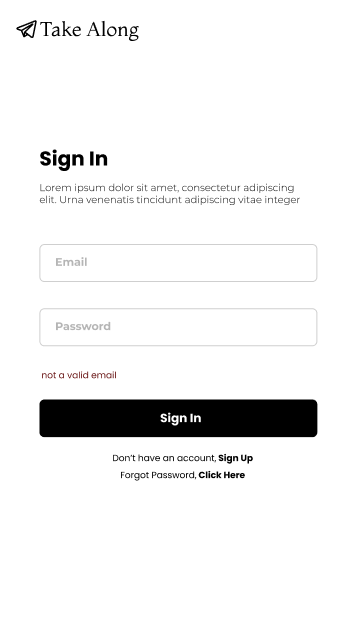 Take Along
Sign In
Lorem ipsum dolor sit amet, consectetur adipiscing
elit. Urna venenatis tincidunt adipiscing vitae integer
Email
Password
not a valid email
Sign In
Don’t have an account, Sign Up
Forgot Password, Click Here